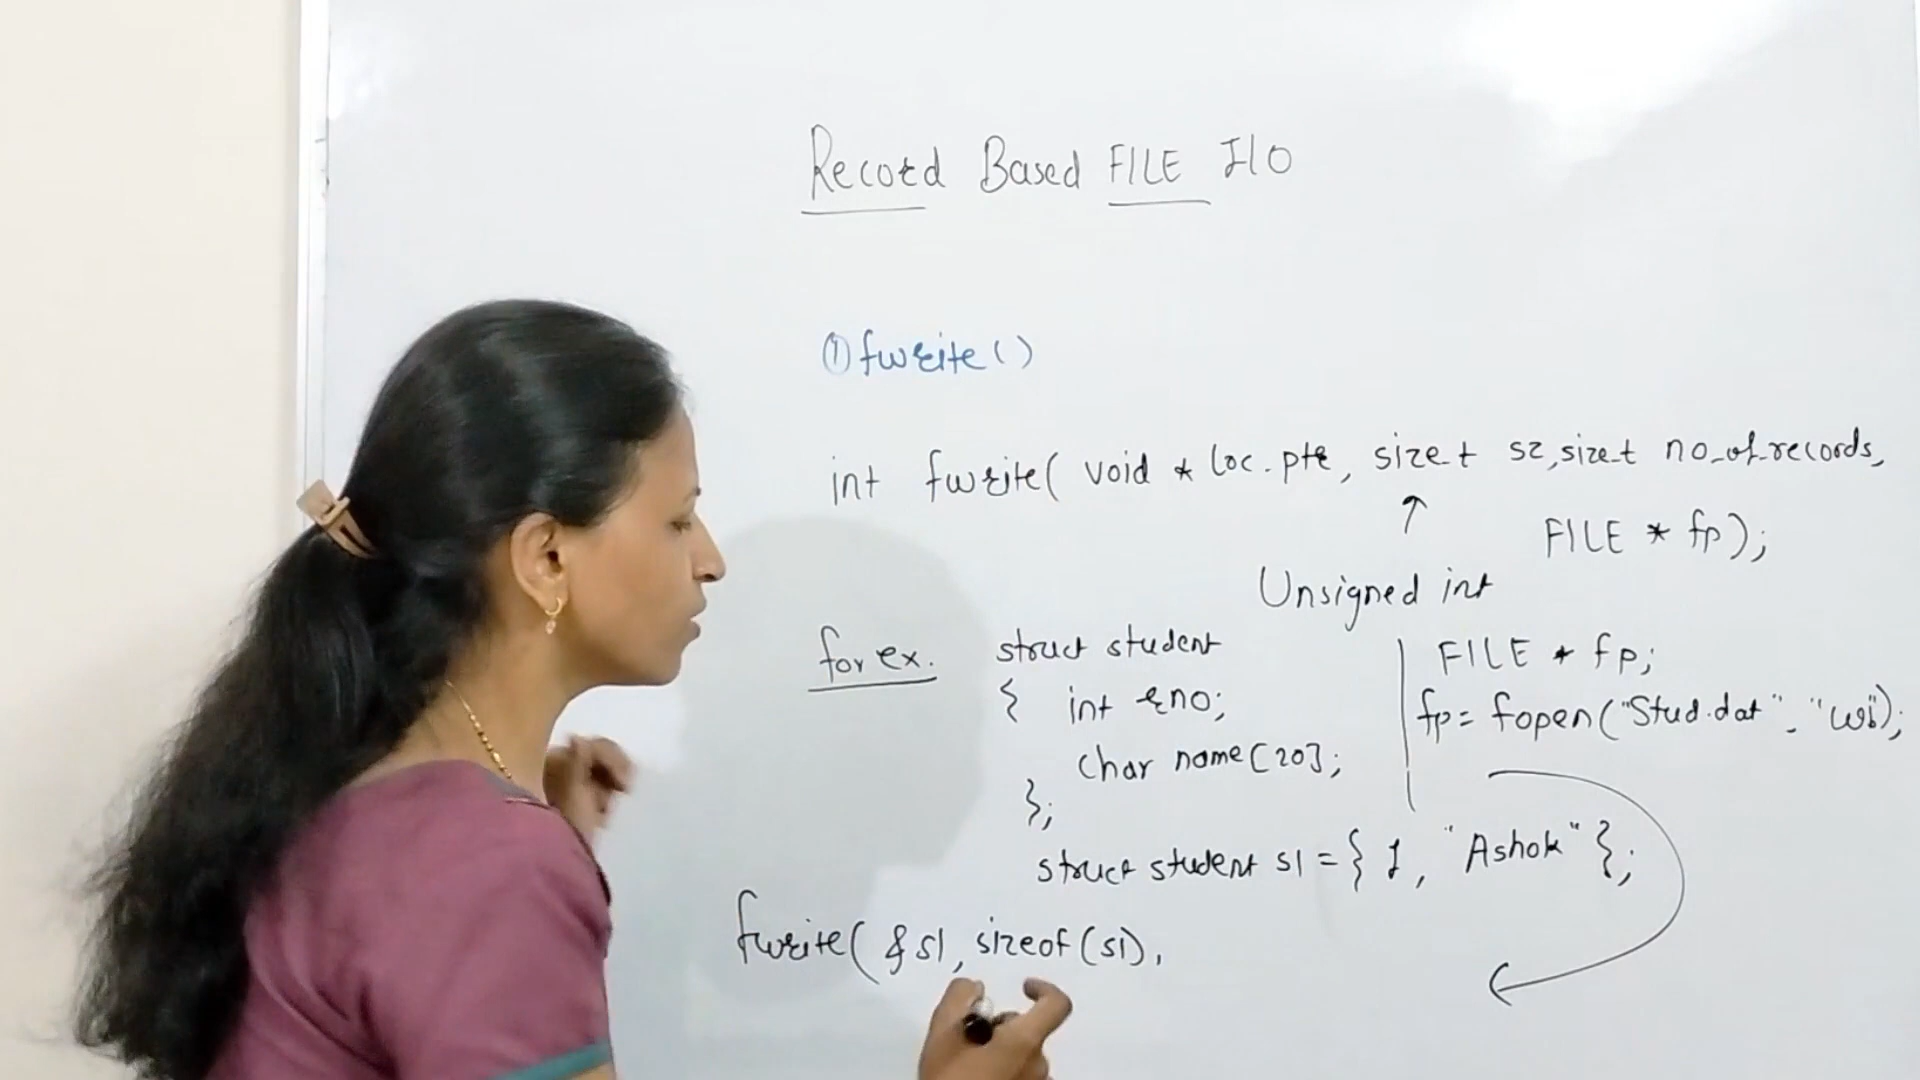 Record Based FILE I/O
① fwrite()
int fwrite( void * loc.ptr, size_t sz, size_t no_of_records,
FILE * fp);
↑
Unsigned int
for ex. struct student
{ int rno;
char name[20];
};
FILE * fp;
fp = fopen("Stud.dat", "wb");
struct student s1 = { 1, "Ashok" };
fwrite( &s1, sizeof(s1),